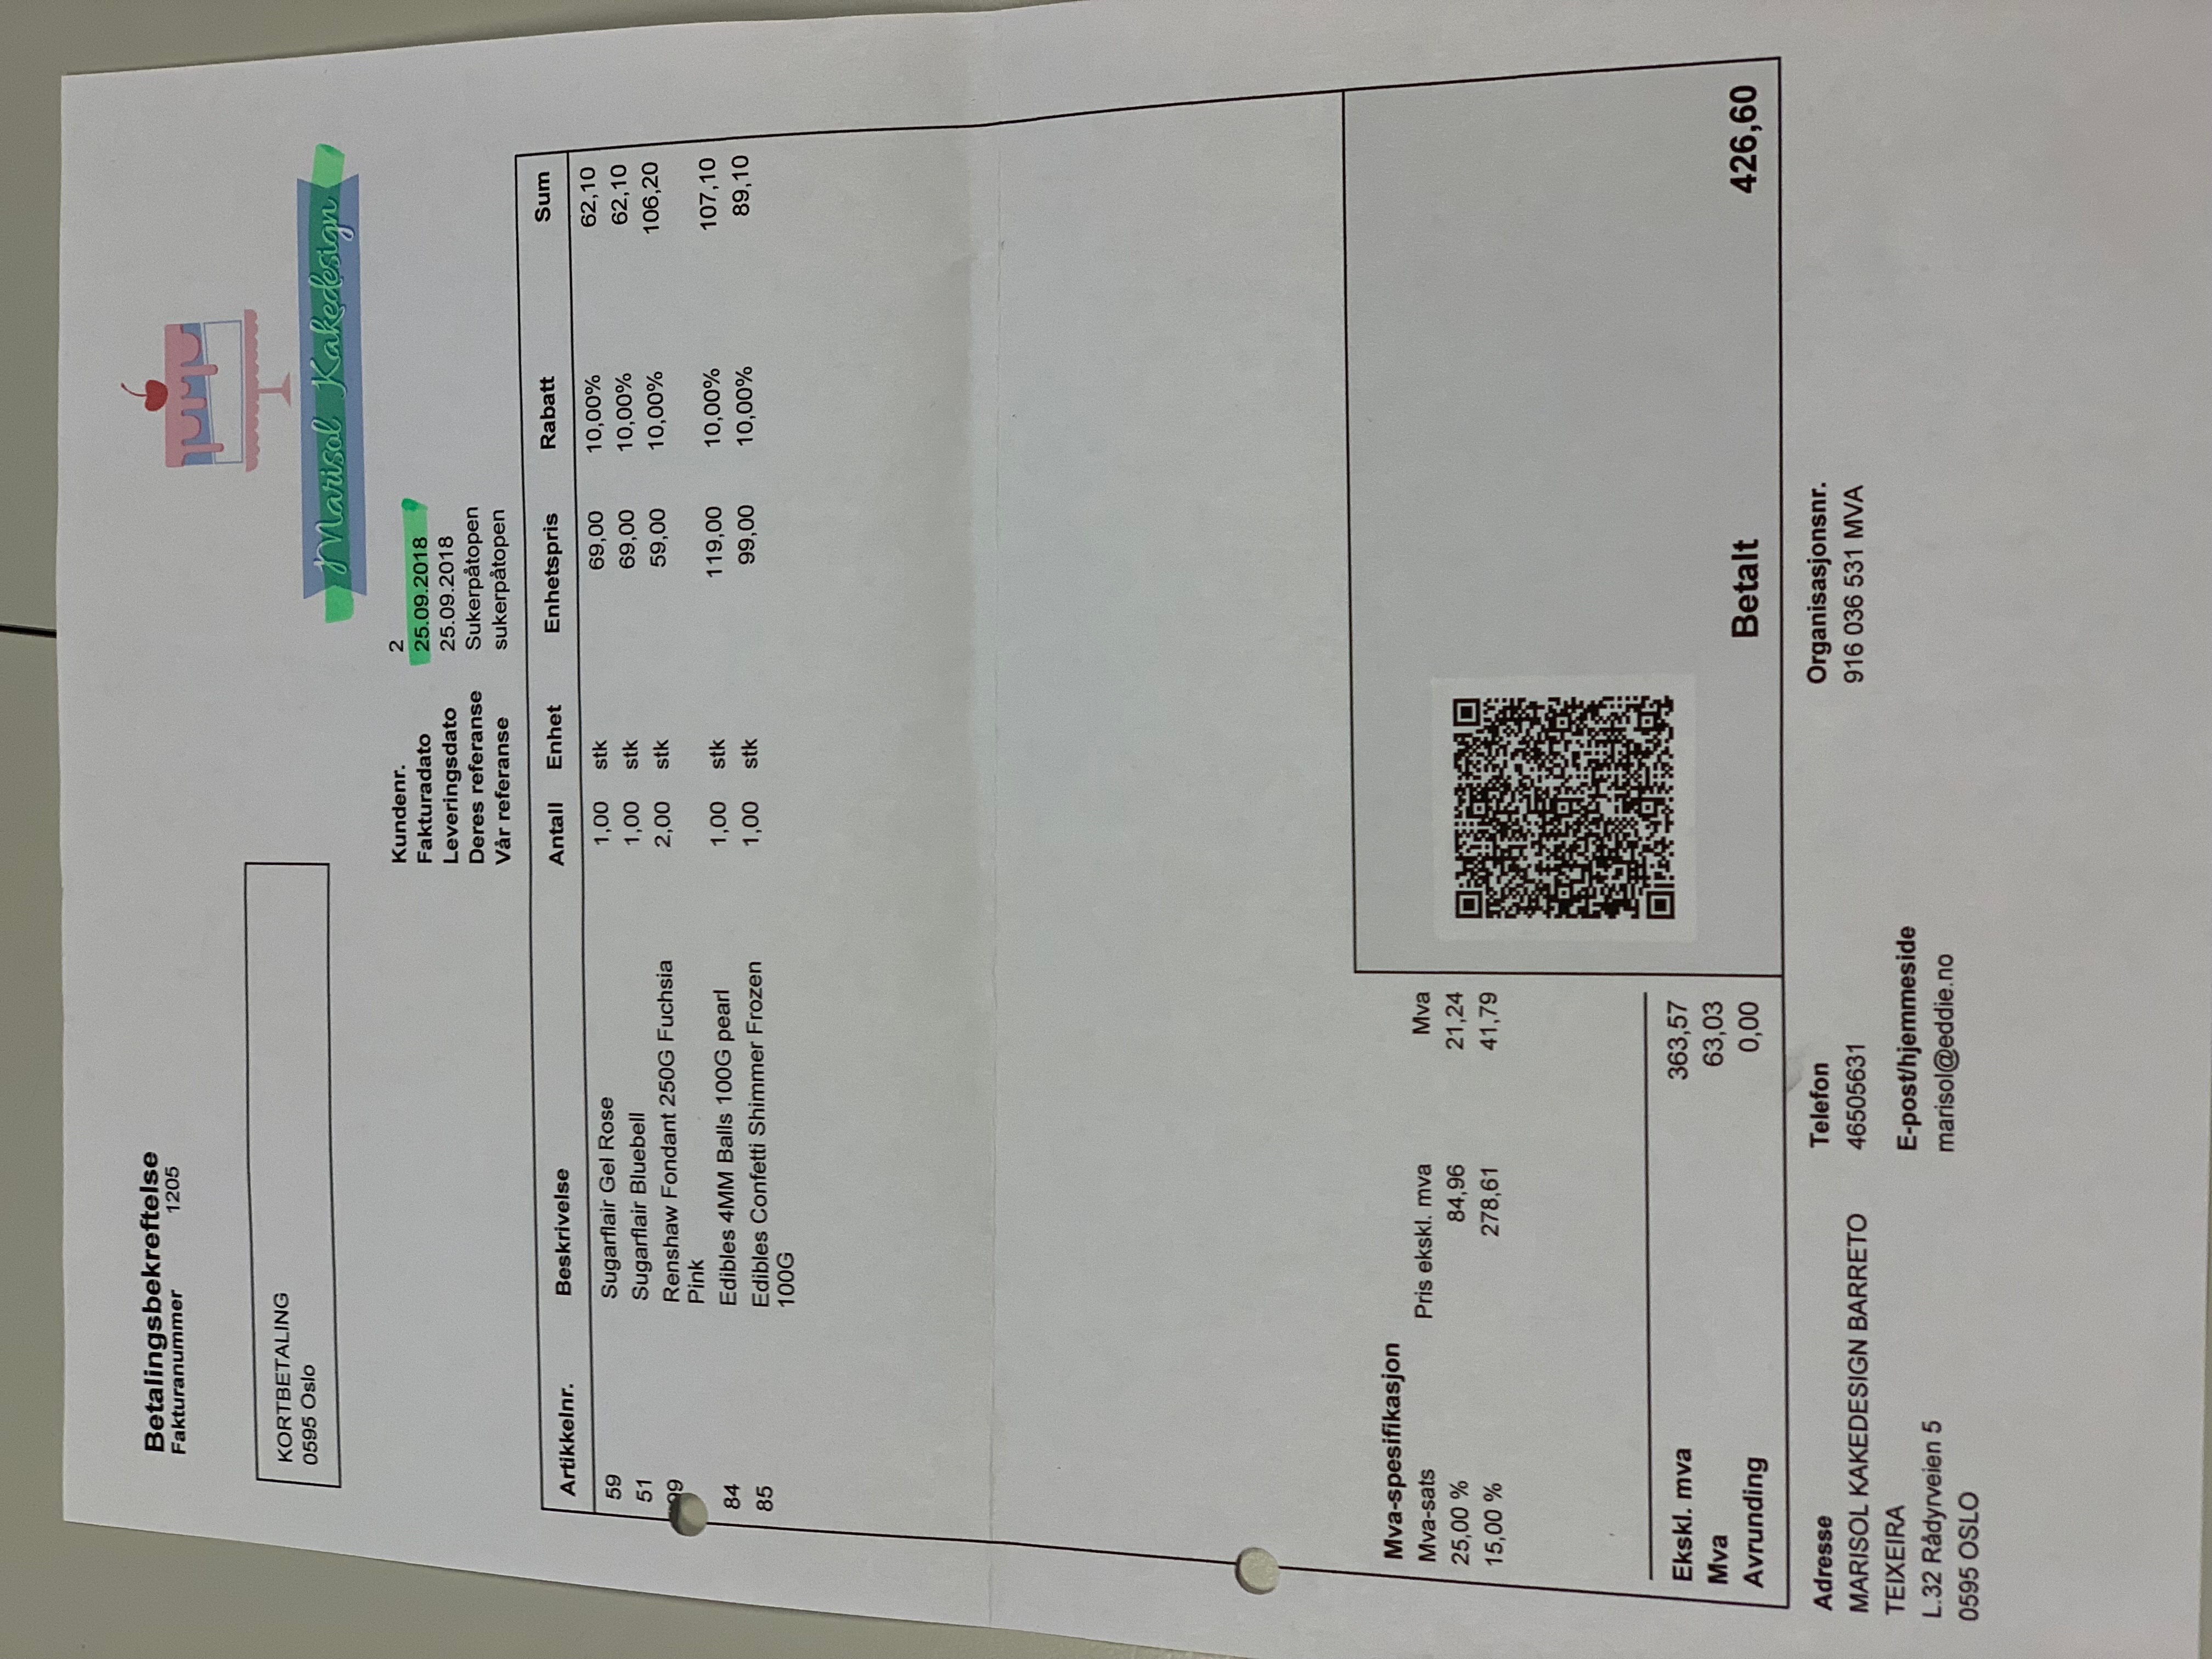 Betalingsbekreftelse
Fakturanummer 1205
KORTBETALING
0595 Oslo
Marisol Kakedesign
Kundenr. 2
Fakturadato 25.09.2018
Leveringsdato 25.09.2018
Deres referanse Sukerpåtopen
Vår referanse sukerpåtopen
Artikkelnr. Beskrivelse Antall Enhet Enhetspris Rabatt Sum
59 Sugarflair Gel Rose 1,00 stk 69,00 10,00% 62,10
51 Sugarflair Bluebell 1,00 stk 69,00 10,00% 62,10
Renshaw Fondant 250G Fuchsia 2,00 stk 59,00 10,00% 106,20
Pink
84 Edibles 4MM Balls 100G pearl 1,00 stk 119,00 10,00% 107,10
85 Edibles Confetti Shimmer Frozen 1,00 stk 99,00 10,00% 89,10
100G
Mva-spesifikasjon
Mva-sats Pris ekskl. mva Mva
25,00 % 84,96 21,24
15,00 % 278,61 41,79
Ekskl. mva 363,57
Mva 63,03
Avrunding 0,00
Betalt 426,60
Adresse
MARISOL KAKEDESIGN BARRETO
TEIXEIRA
L.32 Rådyrveien 5
0595 OSLO
Telefon
46505631
E-post/hjemmeside
marisol@eddie.no
Organisasjonsnr.
916 036 531 MVA